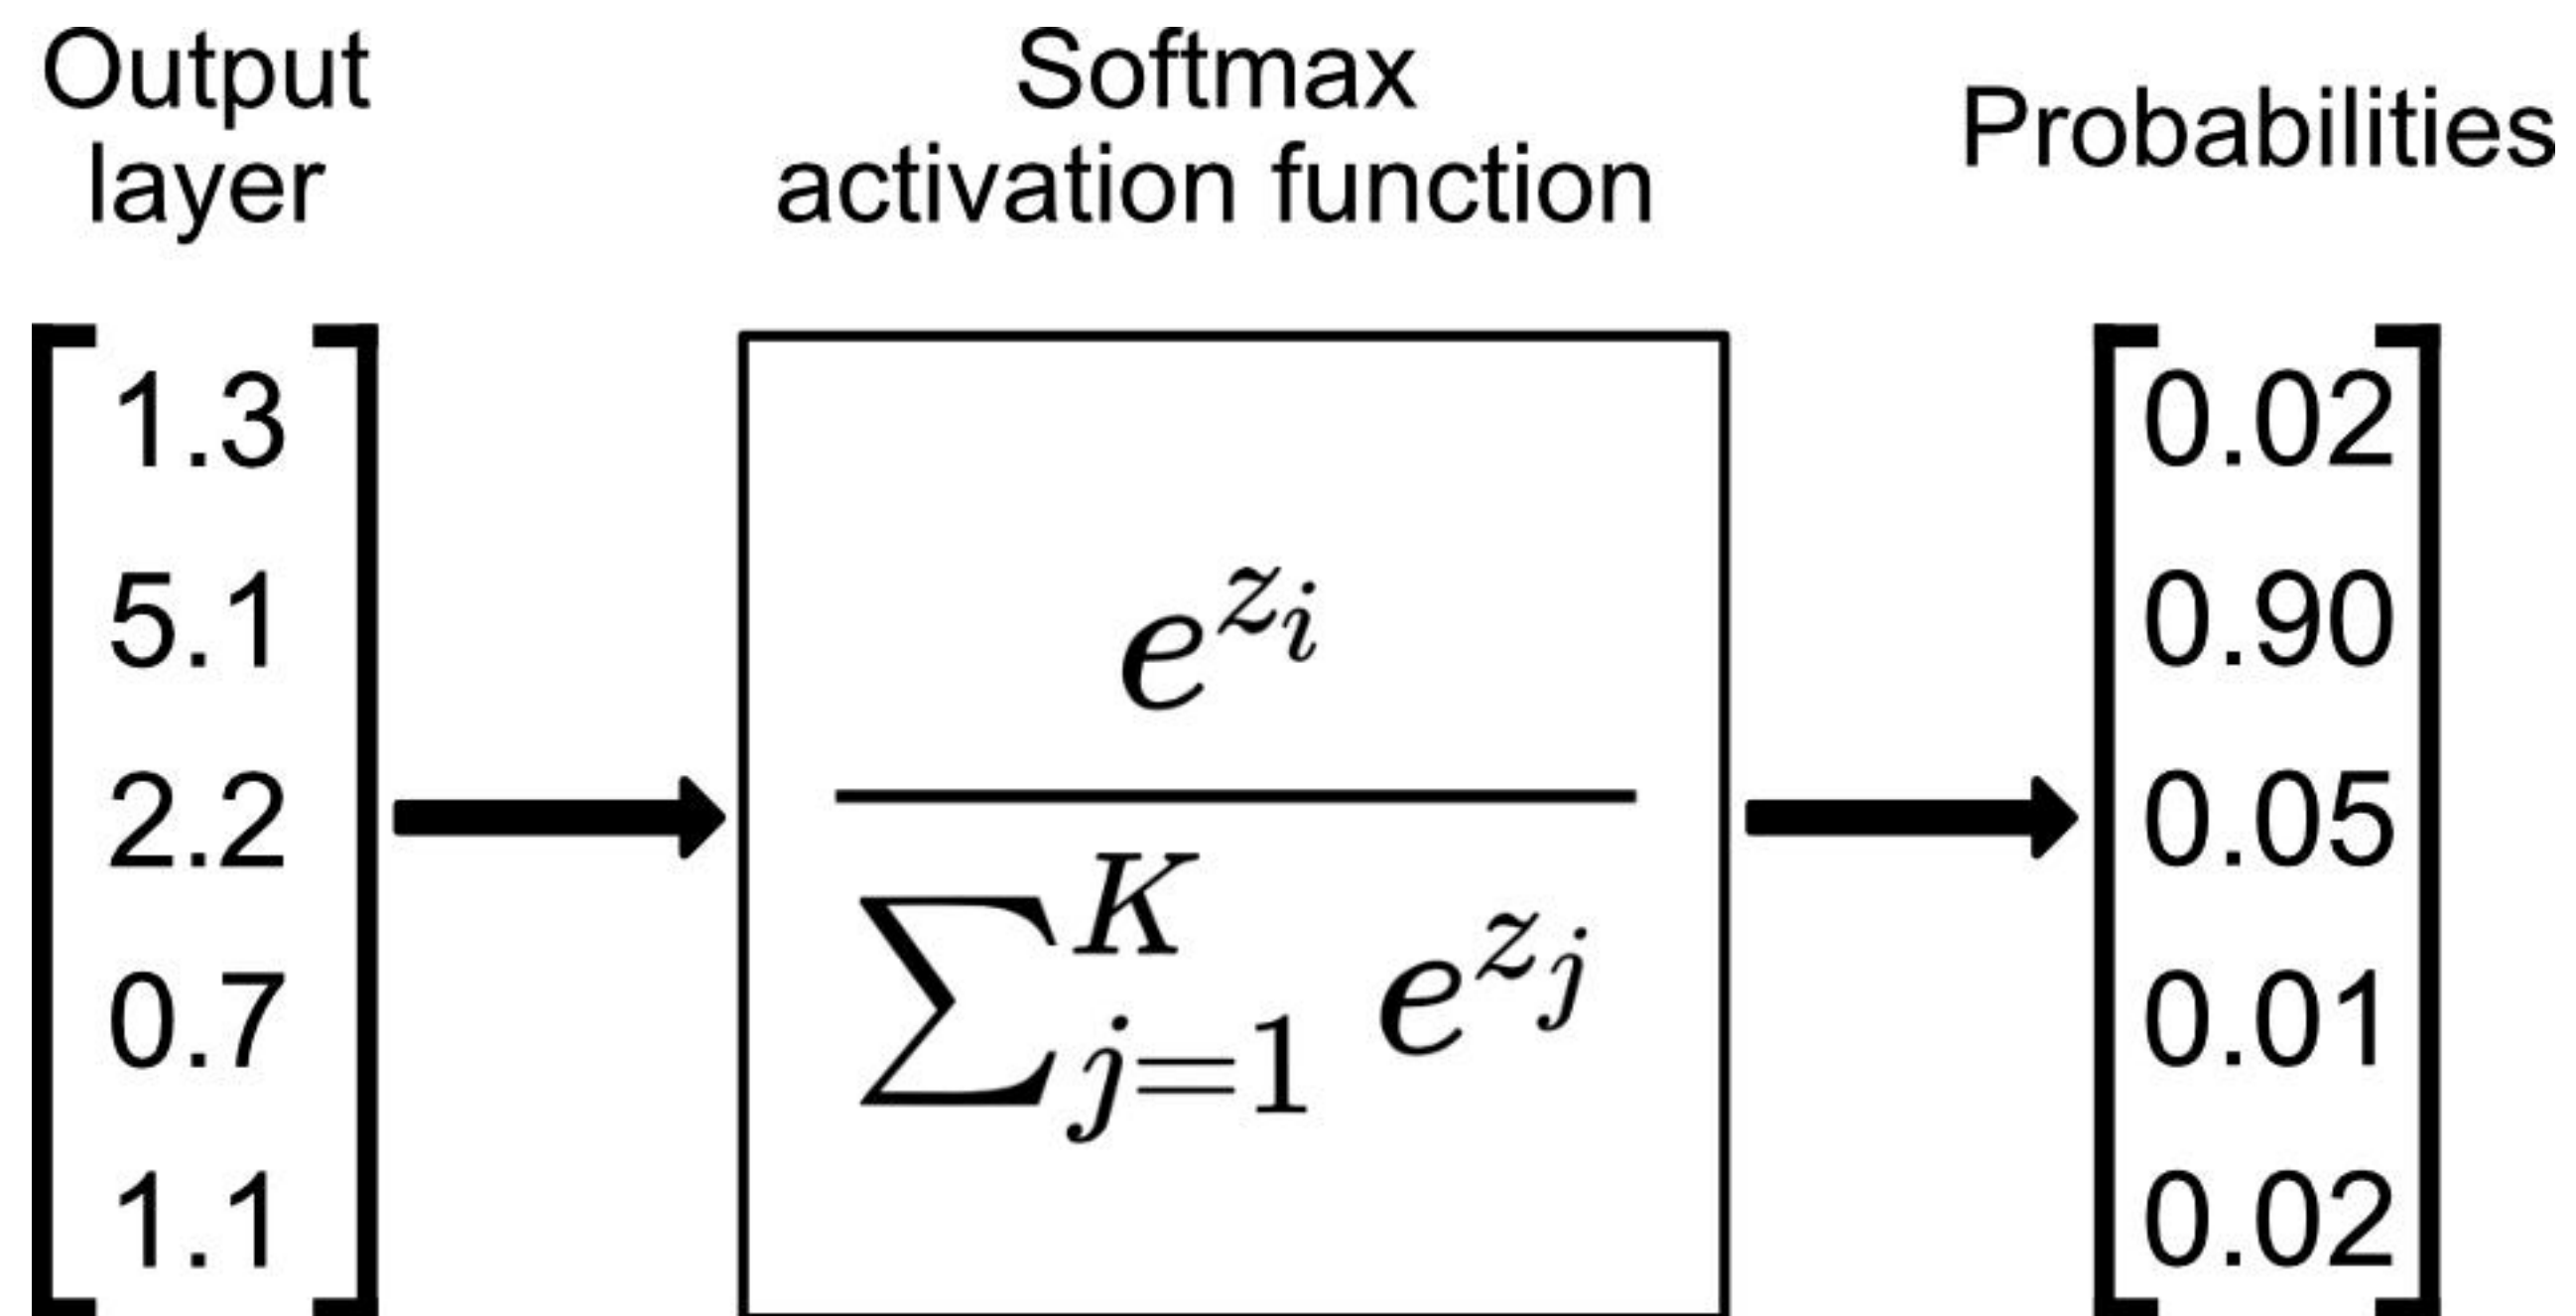 Output
layer
Softmax
activation function
Probabilities
1.3
5.1
2.2
0.7
1.1
e^{z_i}
∑_{j=1}^{K} e^{z_j}
0.02
0.90
0.05
0.01
0.02